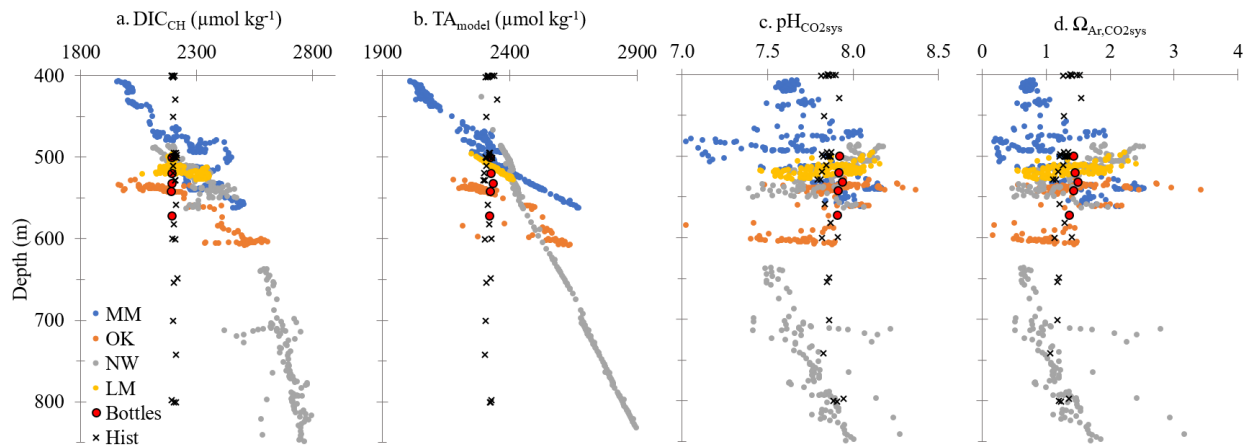 a. DIC_CH (µmol kg⁻¹)
b. TA_model (µmol kg⁻¹)
c. pH_CO2sys
d. Ω_Ar,CO2sys
1800 2300 2800
1900 2400 2900
7.0 7.5 8.0 8.5
0 1 2 3 4
Depth (m)
400
500
600
700
800
MM
OK
NW
LM
Bottles
Hist